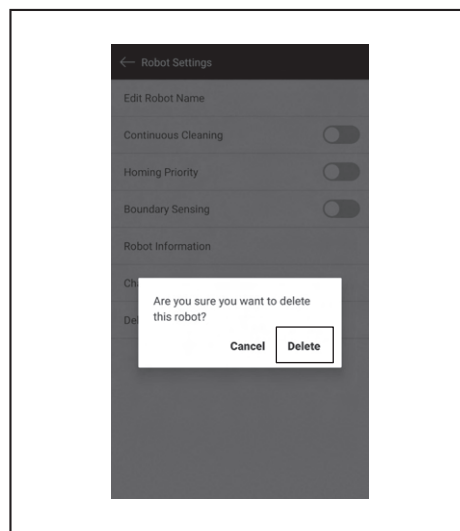 Robot Settings
Edit Robot Name
Continuous Cleaning
Homing Priority
Boundary Sensing
Robot Information
Are you sure you want to delete
this robot?
Cancel Delete